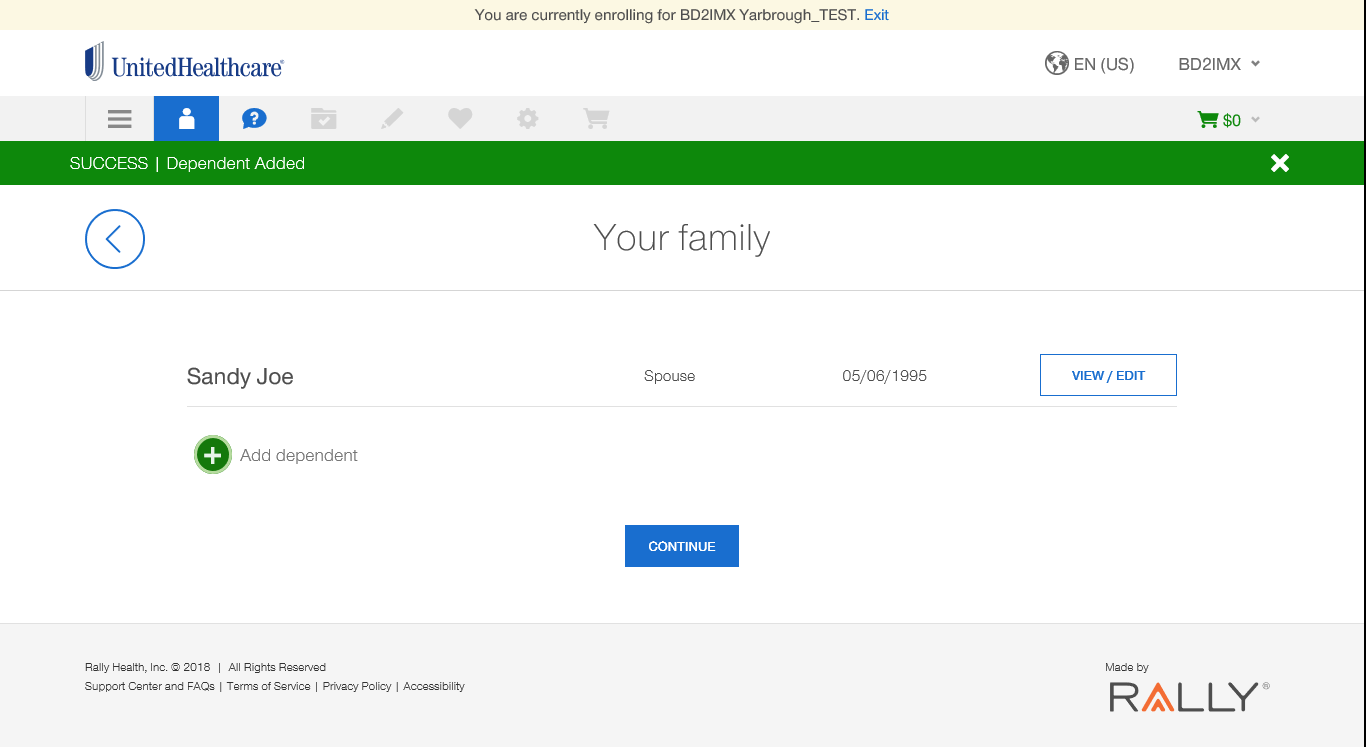 You are currently enrolling for BD2IMX Yarbrough_TEST. Exit
UnitedHealthcare®
EN (US)
BD2IMX
?
$0
SUCCESS | Dependent Added
Your family
Sandy Joe Spouse 05/06/1995 VIEW / EDIT
Add dependent
CONTINUE
Rally Health, Inc. © 2018 | All Rights Reserved
Support Center and FAQs | Terms of Service | Privacy Policy | Accessibility
Made by
RALLY®